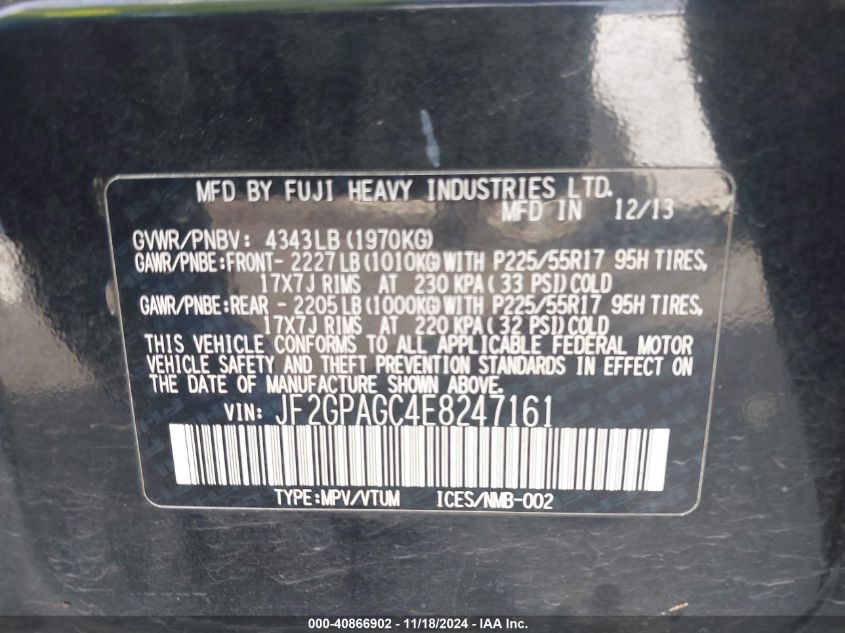 MFD BY FUJI HEAVY INDUSTRIES LTD.
MFD IN 12/13
GVWR/PNBV: 4343LB (1970KG)
GAWR/PNBE:FRONT- 2227LB (1010KG) WITH P225/55R17 95H TIRES,
17X7J RIMS AT 230 KPA ( 33 PSI) COLD
GAWR/PNBE:REAR - 2205LB (1000KG) WITH P225/55R17 95H TIRES,
17X7J RIMS AT 220 KPA ( 32 PSI) COLD
THIS VEHICLE CONFORMS TO ALL APPLICABLE FEDERAL MOTOR
VEHICLE SAFETY AND THEFT PREVENTION STANDARDS IN EFFECT ON
THE DATE OF MANUFACTURE SHOWN ABOVE.
VIN: JF2GPAGC4E8247161
TYPE:MPV/VTUM ICES/NMB-002
000-40866902 - 11/18/2024 - IAA Inc.